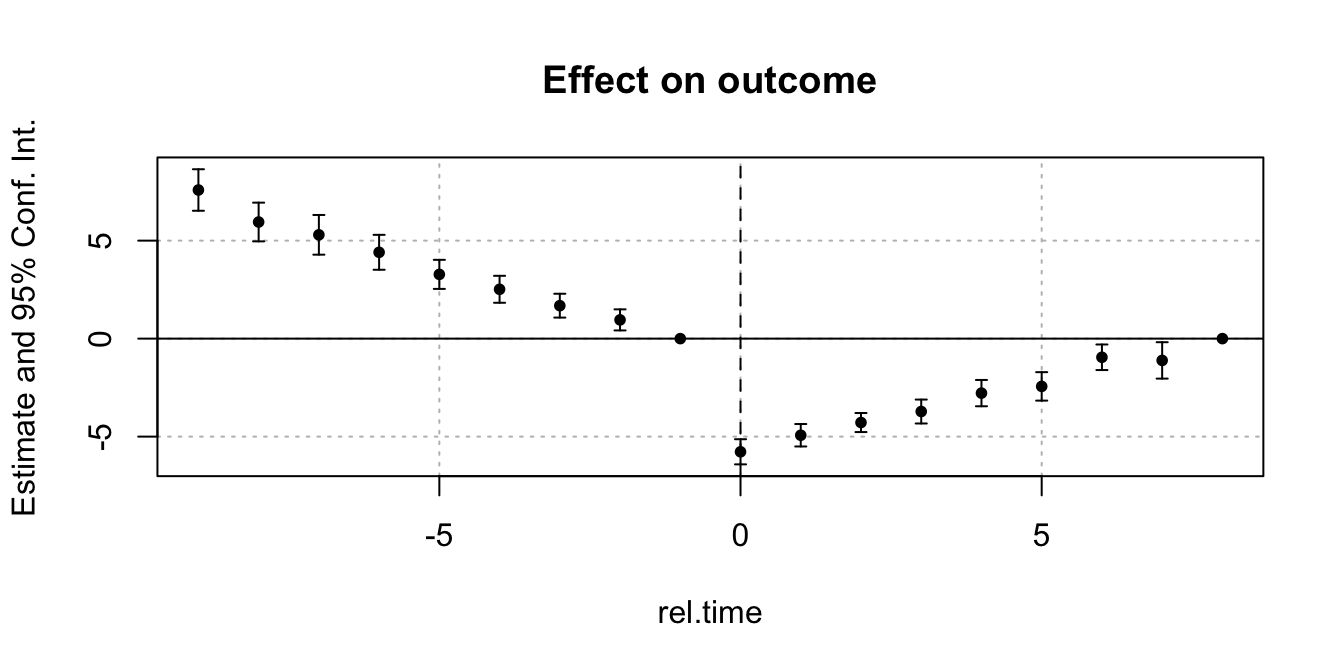 Effect on outcome
Estimate and 95% Conf. Int.
5
0
-5
-5
0
5
rel.time